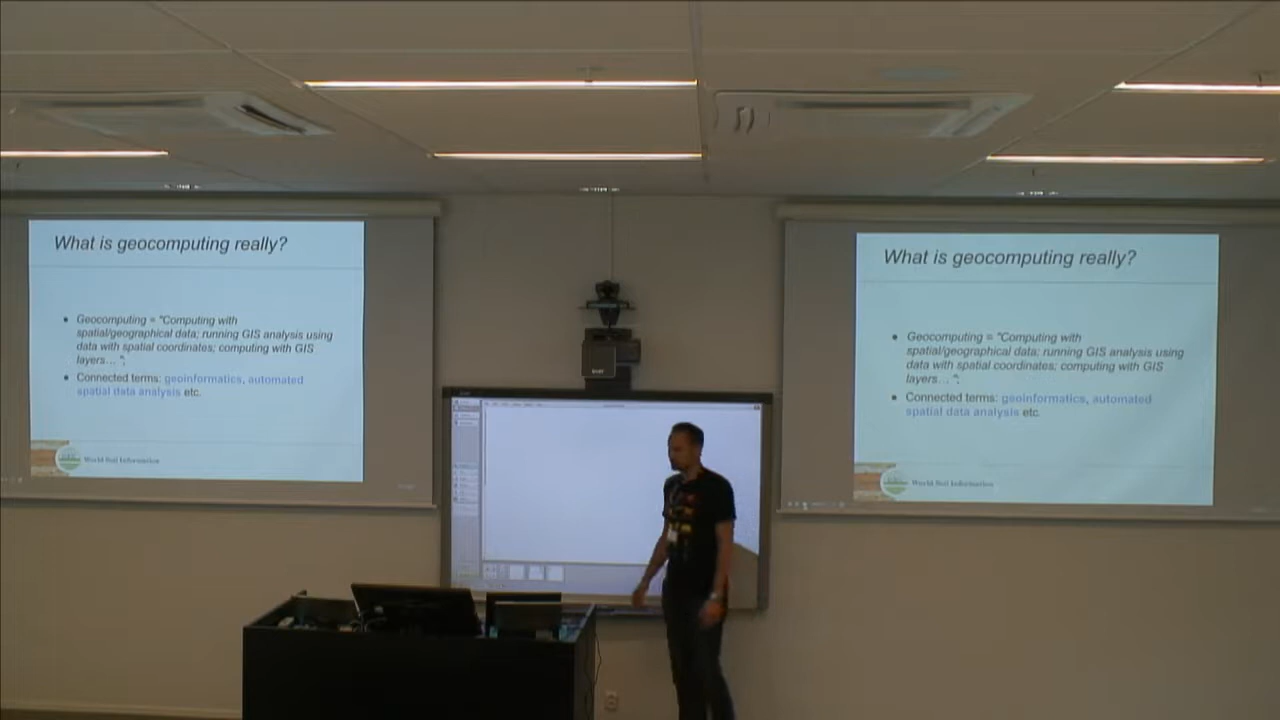 What is geocomputing really?
• Geocomputing = "Computing with
spatial/geographical data; running GIS analysis using
data with spatial coordinates; computing with GIS
layers… ";
• Connected terms: geoinformatics, automated
spatial data analysis etc.
World Soil Information
What is geocomputing really?
• Geocomputing = "Computing with
spatial/geographical data; running GIS analysis using
data with spatial coordinates; computing with GIS
layers… ";
• Connected terms: geoinformatics, automated
spatial data analysis etc.
World Soil Information